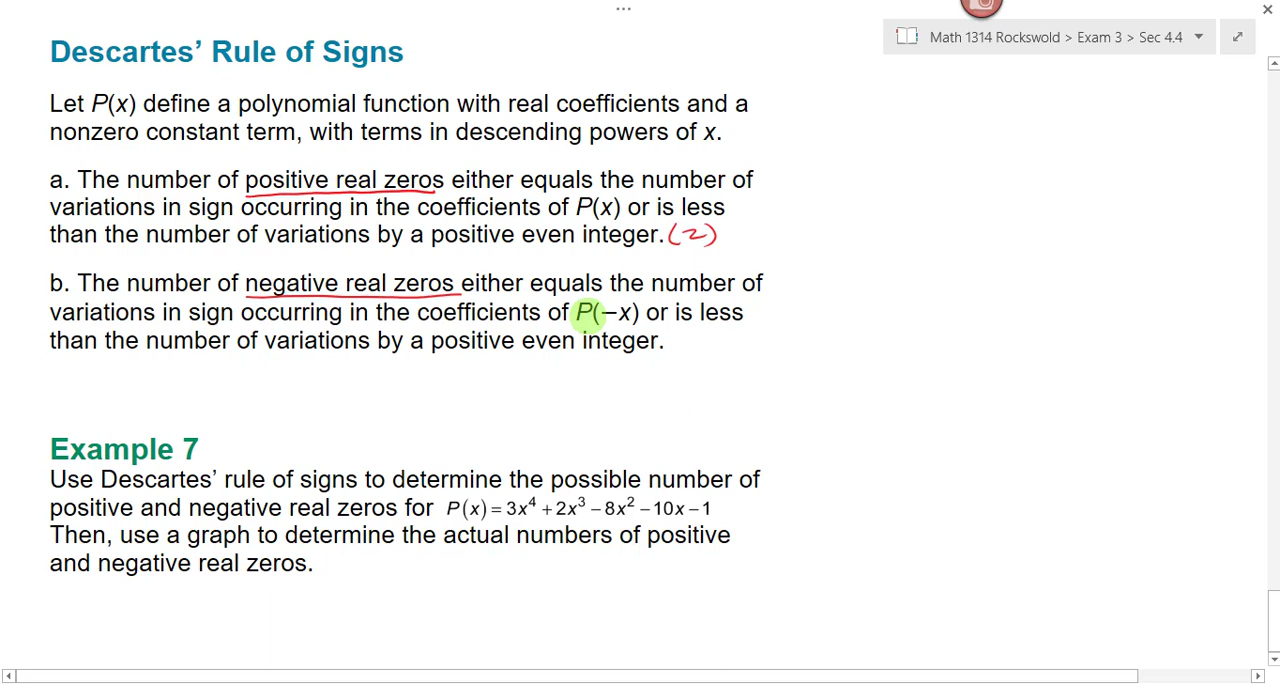 ...
Math 1314 Rockswold > Exam 3 > Sec 4.4
Descartes’ Rule of Signs
Let P(x) define a polynomial function with real coefficients and a
nonzero constant term, with terms in descending powers of x.
a. The number of positive real zeros either equals the number of
variations in sign occurring in the coefficients of P(x) or is less
than the number of variations by a positive even integer. (2)
b. The number of negative real zeros either equals the number of
variations in sign occurring in the coefficients of P(−x) or is less
than the number of variations by a positive even integer.
Example 7
Use Descartes’ rule of signs to determine the possible number of
positive and negative real zeros for P(x) = 3x⁴ + 2x³ − 8x² − 10x − 1
Then, use a graph to determine the actual numbers of positive
and negative real zeros.